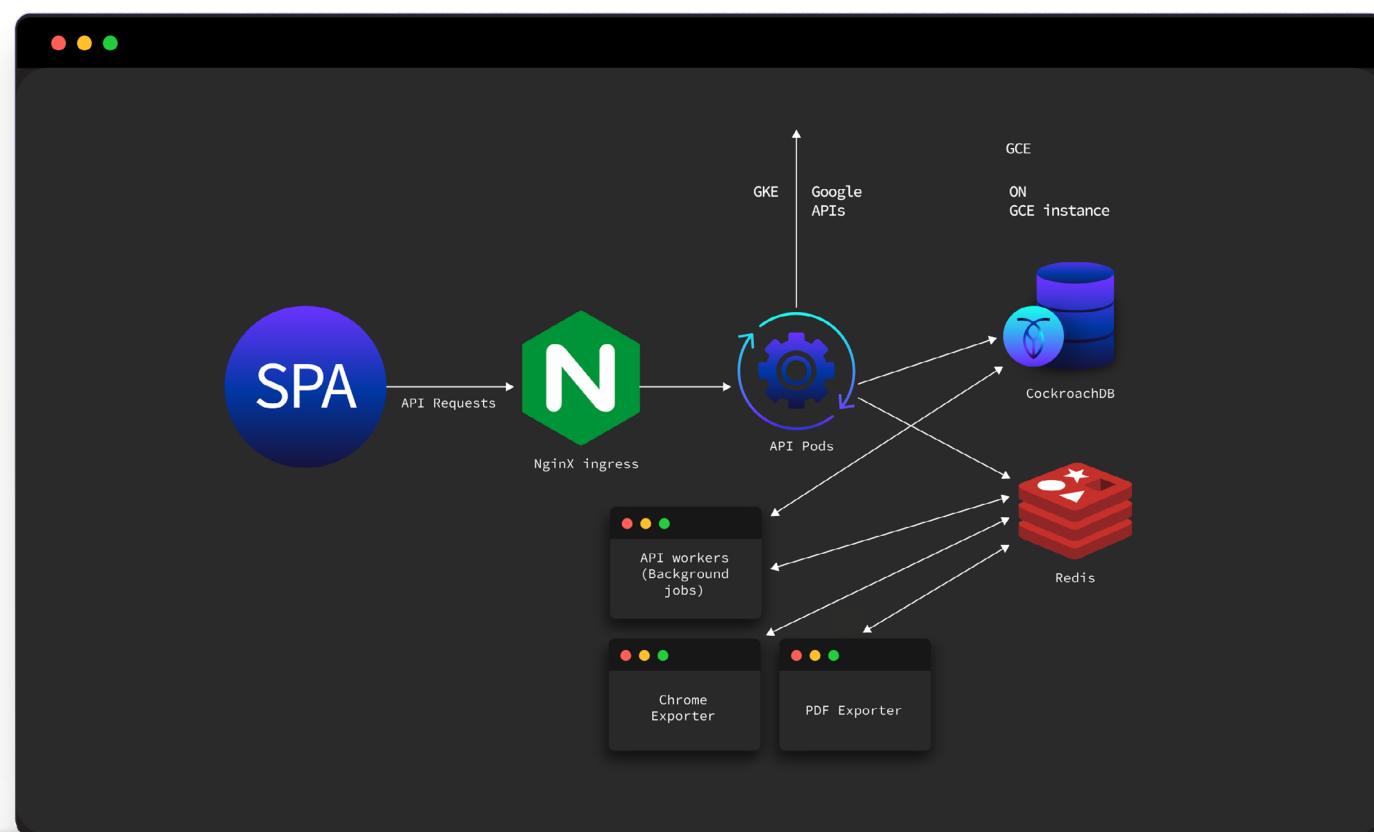 GCE
GKE
Google
APIs
ON
GCE instance
SPA
API Requests
N
NginX ingress
API Pods
CockroachDB
API workers
(Background
jobs)
Redis
Chrome
Exporter
PDF Exporter